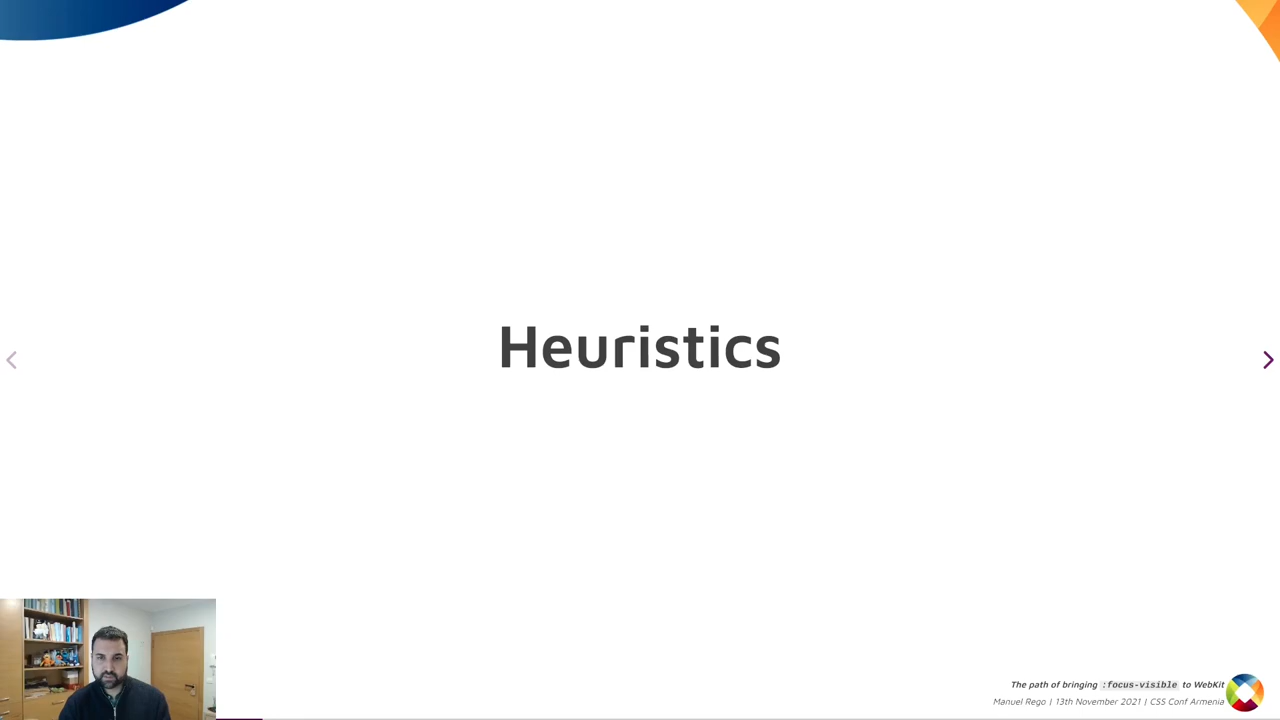 Heuristics
The path of bringing :focus-visible to WebKit
Manuel Rego | 13th November 2021 | CSS Conf Armenia